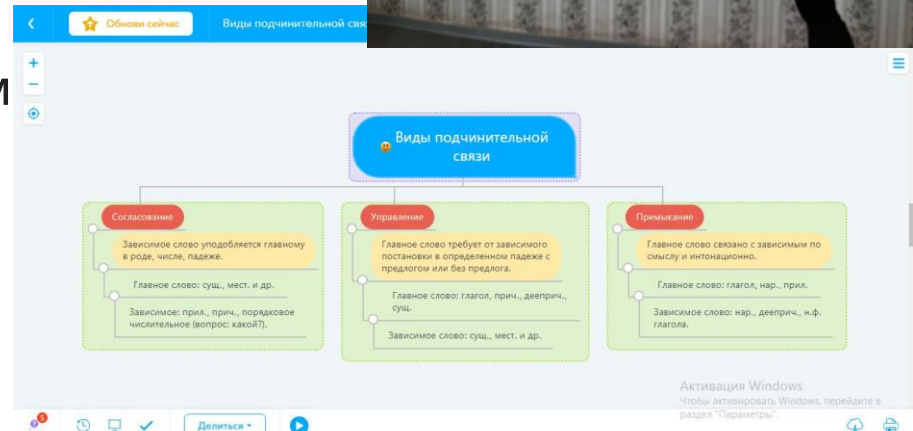 Обнови сейчас
Виды подчинительной свя
м
Виды подчинительной
связи
Согласование
Зависимое слово уподобляется главному
в роде, числе, падеже.
Главное слово: сущ., мест. и др.
Зависимое: прил., прич., порядковое
числительное (вопрос: какой?).
Управление
Главное слово требует от зависимого
постановки в определенном падеже с
предлогом или без предлога.
Главное слово: глагол, прич., дееприч.,
сущ.
Зависимое слово: сущ., мест. и др.
Примыкание
Главное слово связано с зависимым по
смыслу и интонационно.
Главное слово: глагол, нар., прил.
Зависимое слово: нар., дееприч., н.ф.
глагола.
Активация Windows
Чтобы активировать Windows, перейдите в
раздел "Параметры".
5
Делиться